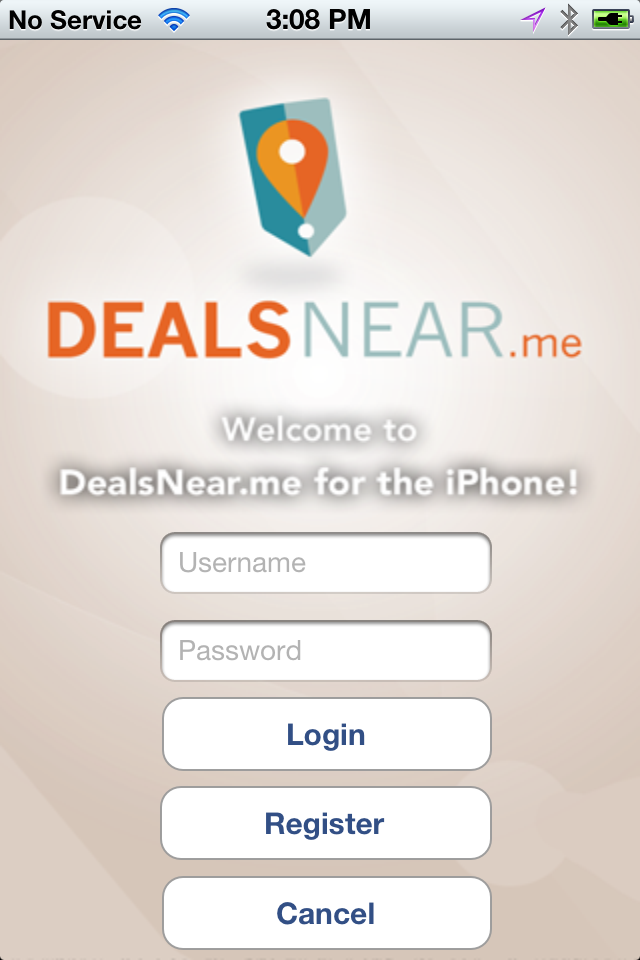 No Service 3:08 PM
DEALSNEAR.me
Welcome to
DealsNear.me for the iPhone!
Username
Password
Login
Register
Cancel